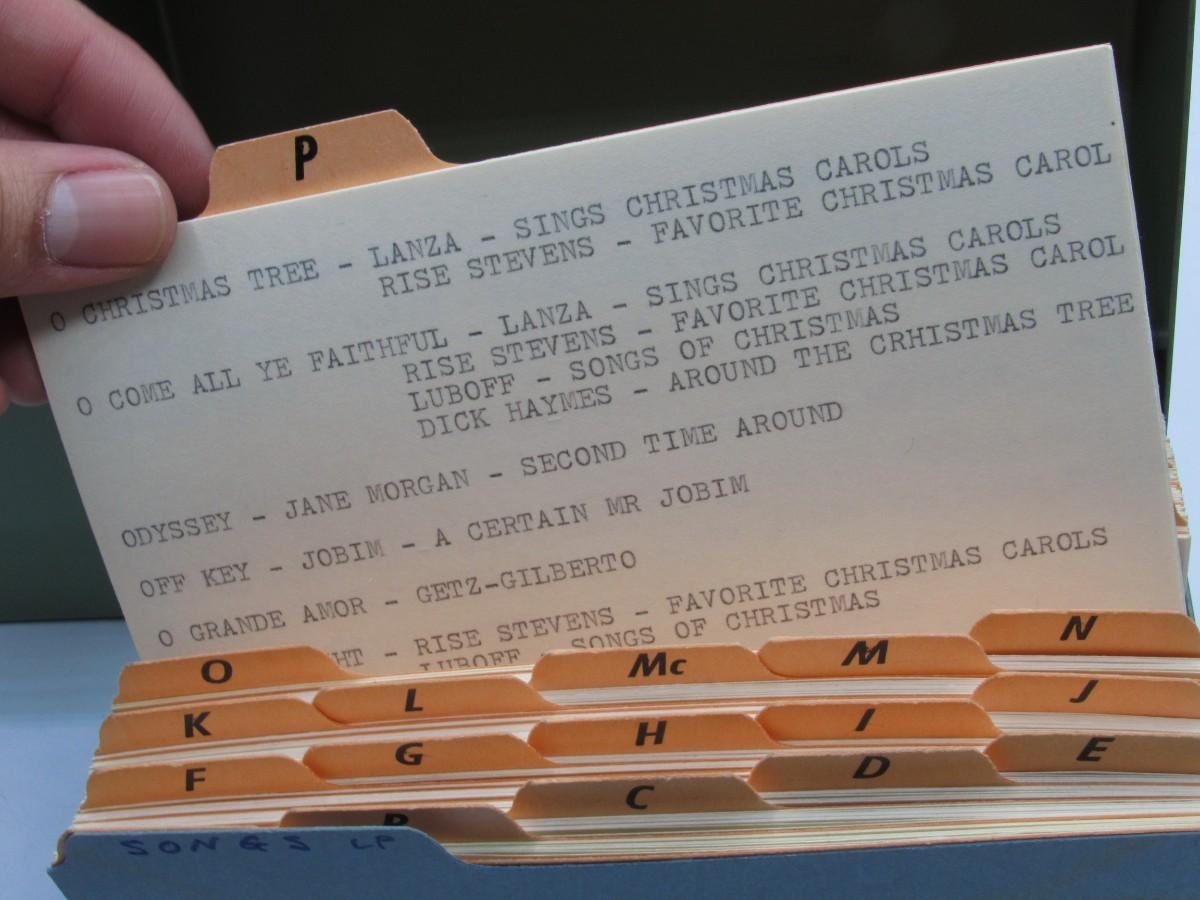 P
O CHRISTMAS TREE - LANZA - SINGS CHRISTMAS CAROLS
RISE STEVENS - FAVORITE CHRISTMAS CAROL
O COME ALL YE FAITHFUL - LANZA - SINGS CHRISTMAS CAROLS
RISE STEVENS - FAVORITE CHRISTMAS CAROL
LUBOFF - SONGS OF CHRISTMAS
DICK HAYMES - AROUND THE CRHISTMAS TREE
ODYSSEY - JANE MORGAN - SECOND TIME AROUND
OFF KEY - JOBIM - A CERTAIN MR JOBIM
O GRANDE AMOR - GETZ-GILBERTO
HT - RISE STEVENS - FAVORITE CHRISTMAS CAROLS
LUBOFF - SONGS OF CHRISTMAS
O Mc M N
K L J
G H I
F D E
C
SONGS LP